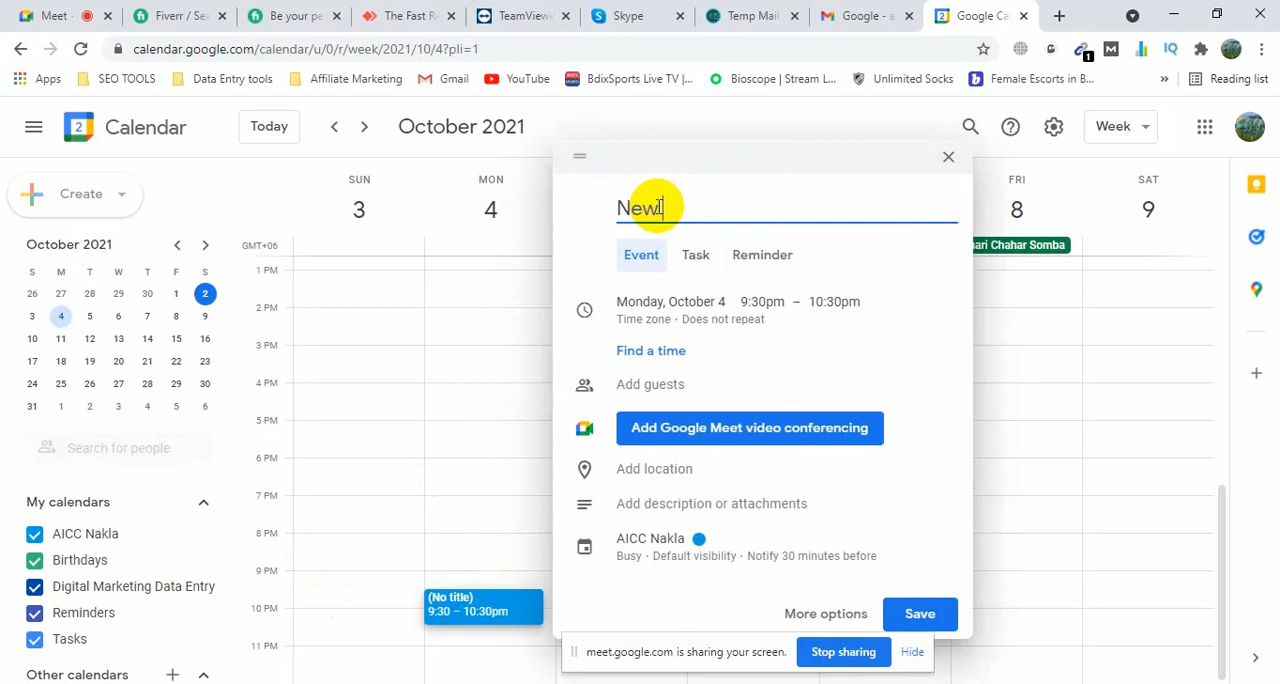 Meet -
Fiverr / Sea
Be your pe
The Fast Ra
TeamViewe
Skype
Temp Mail
Google - a
Google Ca
calendar.google.com/calendar/u/0/r/week/2021/10/4?pli=1
1
M
IQ
Apps
SEO TOOLS
Data Entry tools
Affiliate Marketing
Gmail
YouTube
BdixSports Live TV |...
Bioscope | Stream L...
Unlimited Socks
Female Escorts in B...
»
Reading list
2
Calendar
Today
October 2021
Week
Create
October 2021
S M T W T F S
26 27 28 29 30 1 2
3 4 5 6 7 8 9
10 11 12 13 14 15 16
17 18 19 20 21 22 23
24 25 26 27 28 29 30
31 1 2 3 4 5 6
Search for people
My calendars
AICC Nakla
Birthdays
Digital Marketing Data Entry
Reminders
Tasks
Other calendars
SUN
3
MON
4
FRI
8
SAT
9
GMT+06
ari Chahar Somba
1 PM
2 PM
3 PM
4 PM
5 PM
6 PM
7 PM
8 PM
9 PM
10 PM
11 PM
(No title)
9:30 – 10:30pm
New
Event Task Reminder
Monday, October 4 9:30pm – 10:30pm
Time zone · Does not repeat
Find a time
Add guests
Add Google Meet video conferencing
Add location
Add description or attachments
AICC Nakla
Busy · Default visibility · Notify 30 minutes before
More options
Save
meet.google.com is sharing your screen.
Stop sharing
Hide